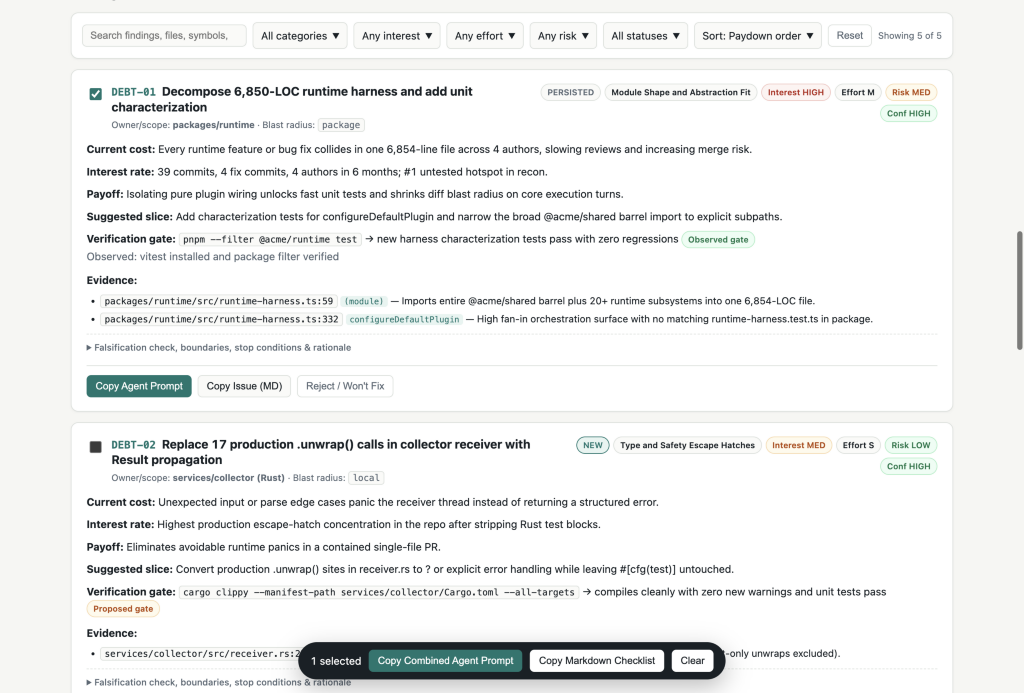 Search findings, files, symbols, All categories ▼ Any interest ▼ Any effort ▼ Any risk ▼ All statuses ▼ Sort: Paydown order ▼ Reset Showing 5 of 5
DEBT-01 Decompose 6,850-LOC runtime harness and add unit
characterization
PERSISTED Module Shape and Abstraction Fit Interest HIGH Effort M Risk MED
Conf HIGH
Owner/scope: packages/runtime · Blast radius: package
Current cost: Every runtime feature or bug fix collides in one 6,854-line file across 4 authors, slowing reviews and increasing merge risk.
Interest rate: 39 commits, 4 fix commits, 4 authors in 6 months; #1 untested hotspot in recon.
Payoff: Isolating pure plugin wiring unlocks fast unit tests and shrinks diff blast radius on core execution turns.
Suggested slice: Add characterization tests for configureDefaultPlugin and narrow the broad @acme/shared barrel import to explicit subpaths.
Verification gate: pnpm --filter @acme/runtime test → new harness characterization tests pass with zero regressions Observed gate
Observed: vitest installed and package filter verified
Evidence:
• packages/runtime/src/runtime-harness.ts:59 (module) — Imports entire @acme/shared barrel plus 20+ runtime subsystems into one 6,854-LOC file.
• packages/runtime/src/runtime-harness.ts:332 configureDefaultPlugin — High fan-in orchestration surface with no matching runtime-harness.test.ts in package.
▶ Falsification check, boundaries, stop conditions & rationale
Copy Agent Prompt Copy Issue (MD) Reject / Won't Fix
DEBT-02 Replace 17 production .unwrap() calls in collector receiver with
Result propagation
NEW Type and Safety Escape Hatches Interest MED Effort S Risk LOW
Conf HIGH
Owner/scope: services/collector (Rust) · Blast radius: local
Current cost: Unexpected input or parse edge cases panic the receiver thread instead of returning a structured error.
Interest rate: Highest production escape-hatch concentration in the repo after stripping Rust test blocks.
Payoff: Eliminates avoidable runtime panics in a contained single-file PR.
Suggested slice: Convert production .unwrap() sites in receiver.rs to ? or explicit error handling while leaving #[cfg(test)] untouched.
Verification gate: cargo clippy --manifest-path services/collector/Cargo.toml --all-targets → compiles cleanly with zero new warnings and unit tests pass
Proposed gate
Evidence:
• services/collector/src/receiver.rs:2 -only unwraps excluded).
1 selected Copy Combined Agent Prompt Copy Markdown Checklist Clear
▶ Falsification check, boundaries, stop conditions & rationale